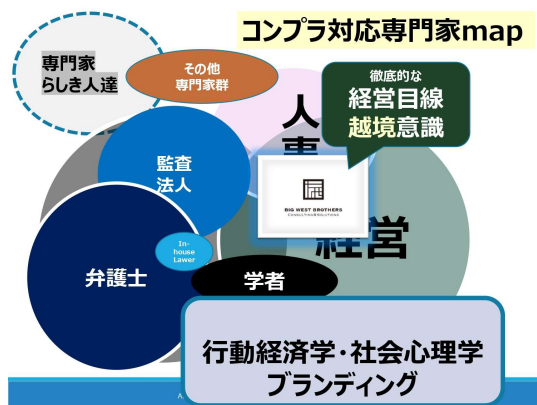 コンプラ対応専門家map
専門家
らしき人達
その他
専門家群
徹底的な
経営目線
越境意識
人
事
監査
法人
BIG WEST BROTHERS
経営
In-
house
Lawer
弁護士
学者
行動経済学・社会心理学
ブランディング